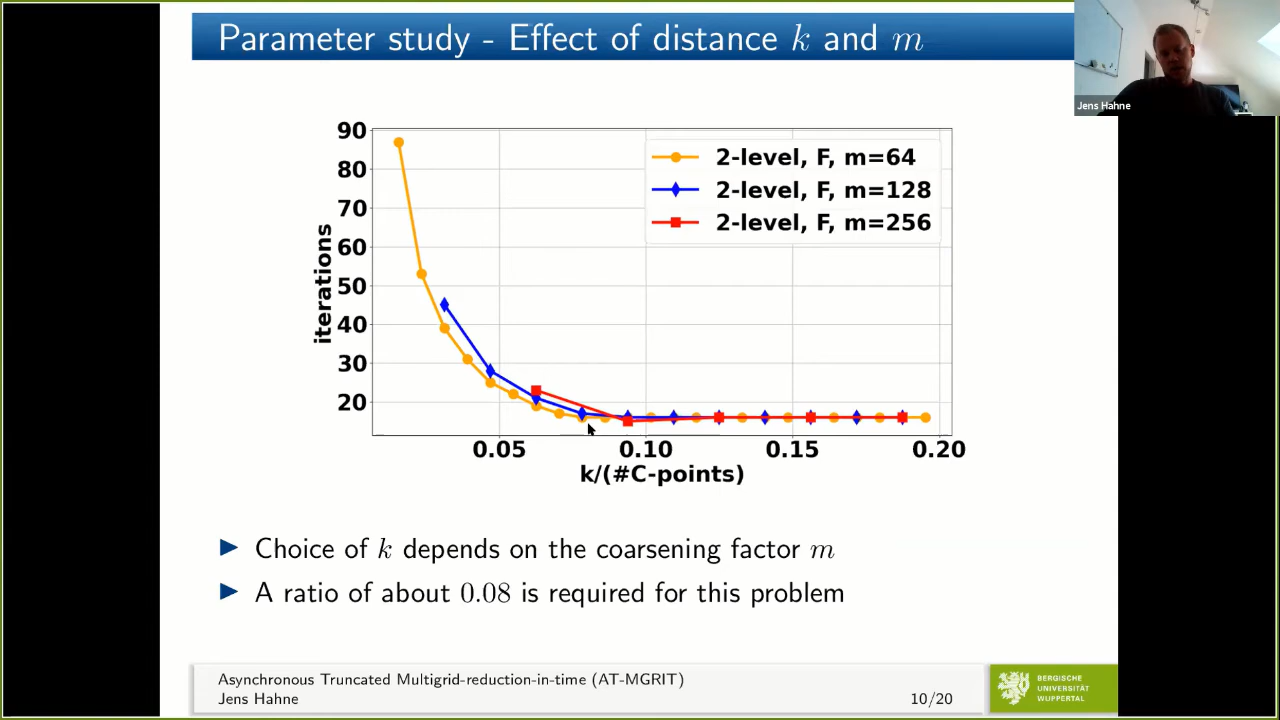 Parameter study - Effect of distance k and m
Jens Hahne
90
80
70
60
50
40
30
20
iterations
2-level, F, m=64
2-level, F, m=128
2-level, F, m=256
0.05 0.10 0.15 0.20
k/(#C-points)
Choice of k depends on the coarsening factor m
A ratio of about 0.08 is required for this problem
Asynchronous Truncated Multigrid-reduction-in-time (AT-MGRIT)
Jens Hahne
10/20
BERGISCHE
UNIVERSITÄT
WUPPERTAL